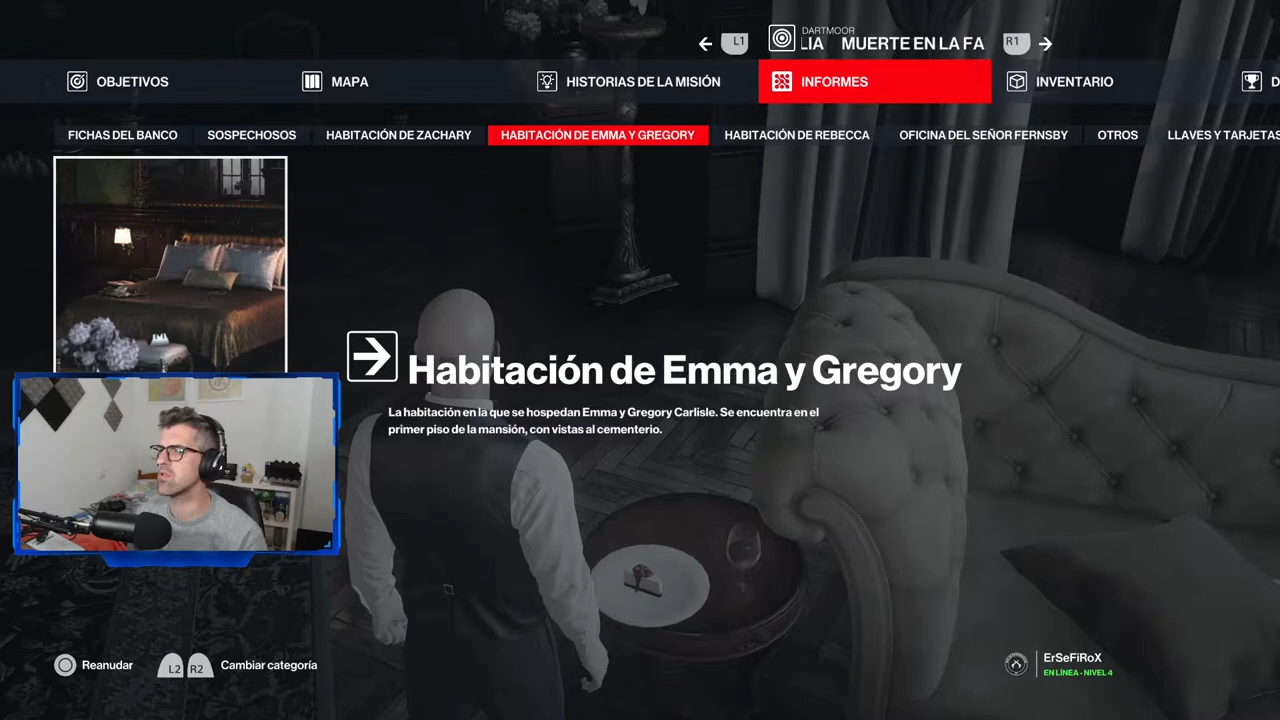 DARTMOOR
LIA MUERTE EN LA FA
L1
R1
OBJETIVOS
MAPA
HISTORIAS DE LA MISIÓN
INFORMES
INVENTARIO
D
FICHAS DEL BANCO
SOSPECHOSOS
HABITACIÓN DE ZACHARY
HABITACIÓN DE EMMA Y GREGORY
HABITACIÓN DE REBECCA
OFICINA DEL SEÑOR FERNSBY
OTROS
LLAVES Y TARJETAS
Habitación de Emma y Gregory
La habitación en la que se hospedan Emma y Gregory Carlisle. Se encuentra en el
primer piso de la mansión, con vistas al cementerio.
Reanudar
L2 R2 Cambiar categoría
ErSeFiRoX
EN LÍNEA - NIVEL 4